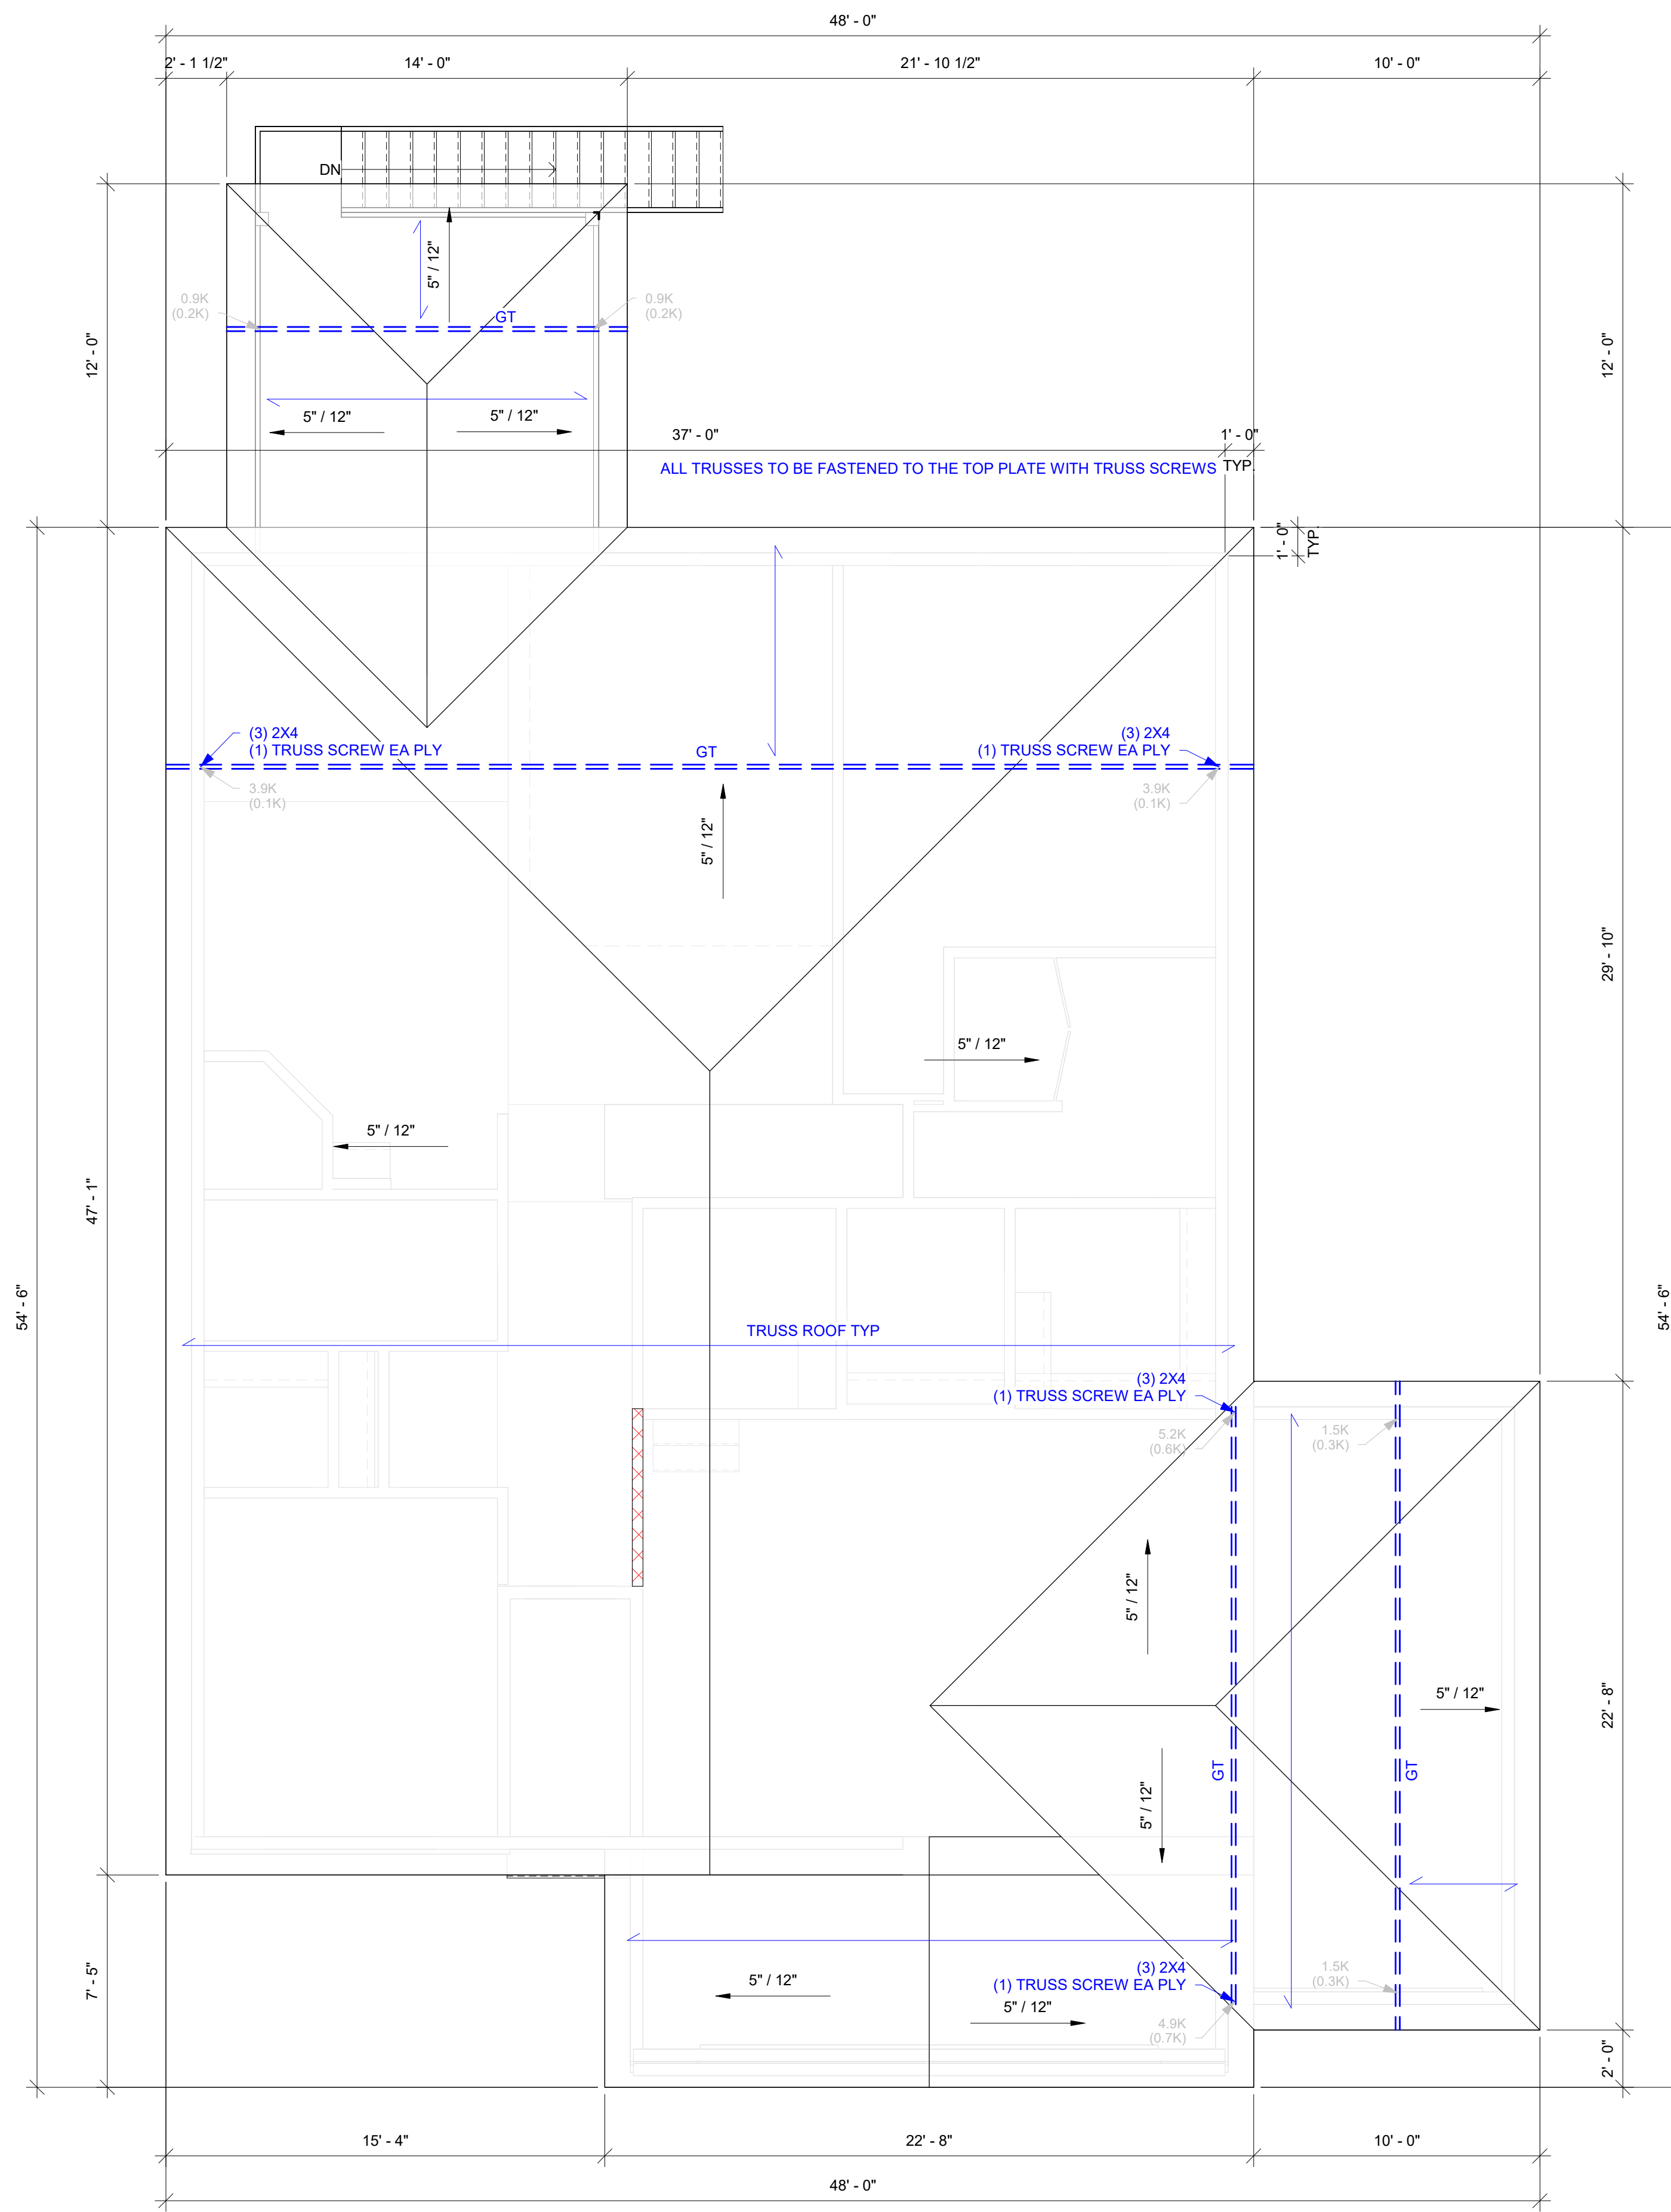 48' - 0"
2' - 1 1/2"
14' - 0"
21' - 10 1/2"
10' - 0"
DN
5" / 12"
0.9K
(0.2K)
GT
0.9K
(0.2K)
12' - 0"
12' - 0"
5" / 12"
5" / 12"
37' - 0"
1' - 0"
TYP.
ALL TRUSSES TO BE FASTENED TO THE TOP PLATE WITH TRUSS SCREWS
1' - 0"
TYP.
(3) 2X4
(1) TRUSS SCREW EA PLY
GT
(3) 2X4
(1) TRUSS SCREW EA PLY
3.9K
(0.1K)
3.9K
(0.1K)
5" / 12"
29' - 10"
5" / 12"
5" / 12"
47' - 1"
54' - 6"
54' - 6"
TRUSS ROOF TYP
(3) 2X4
(1) TRUSS SCREW EA PLY
5.2K
(0.6K)
1.5K
(0.3K)
5" / 12"
5" / 12"
22' - 8"
GT
GT
5" / 12"
7' - 5"
5" / 12"
(3) 2X4
(1) TRUSS SCREW EA PLY
1.5K
(0.3K)
5" / 12"
4.9K
(0.7K)
2' - 0"
15' - 4"
22' - 8"
10' - 0"
48' - 0"